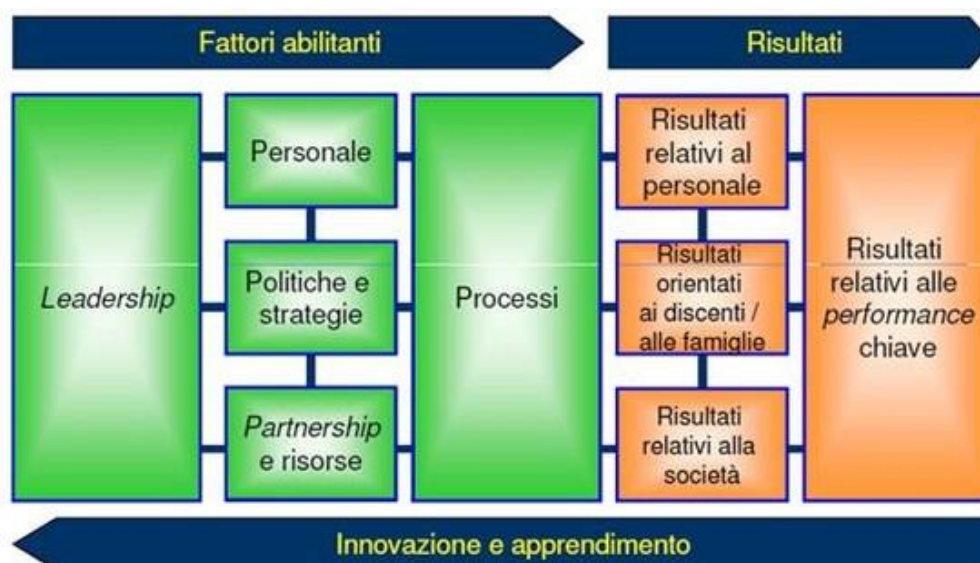 Fattori abilitanti
Risultati
Leadership
Personale
Politiche e
strategie
Partnership
e risorse
Processi
Risultati
relativi al
personale
Risultati
orientati
ai discenti /
alle famiglie
Risultati
relativi alla
società
Risultati
relativi alle
performance
chiave
Innovazione e apprendimento